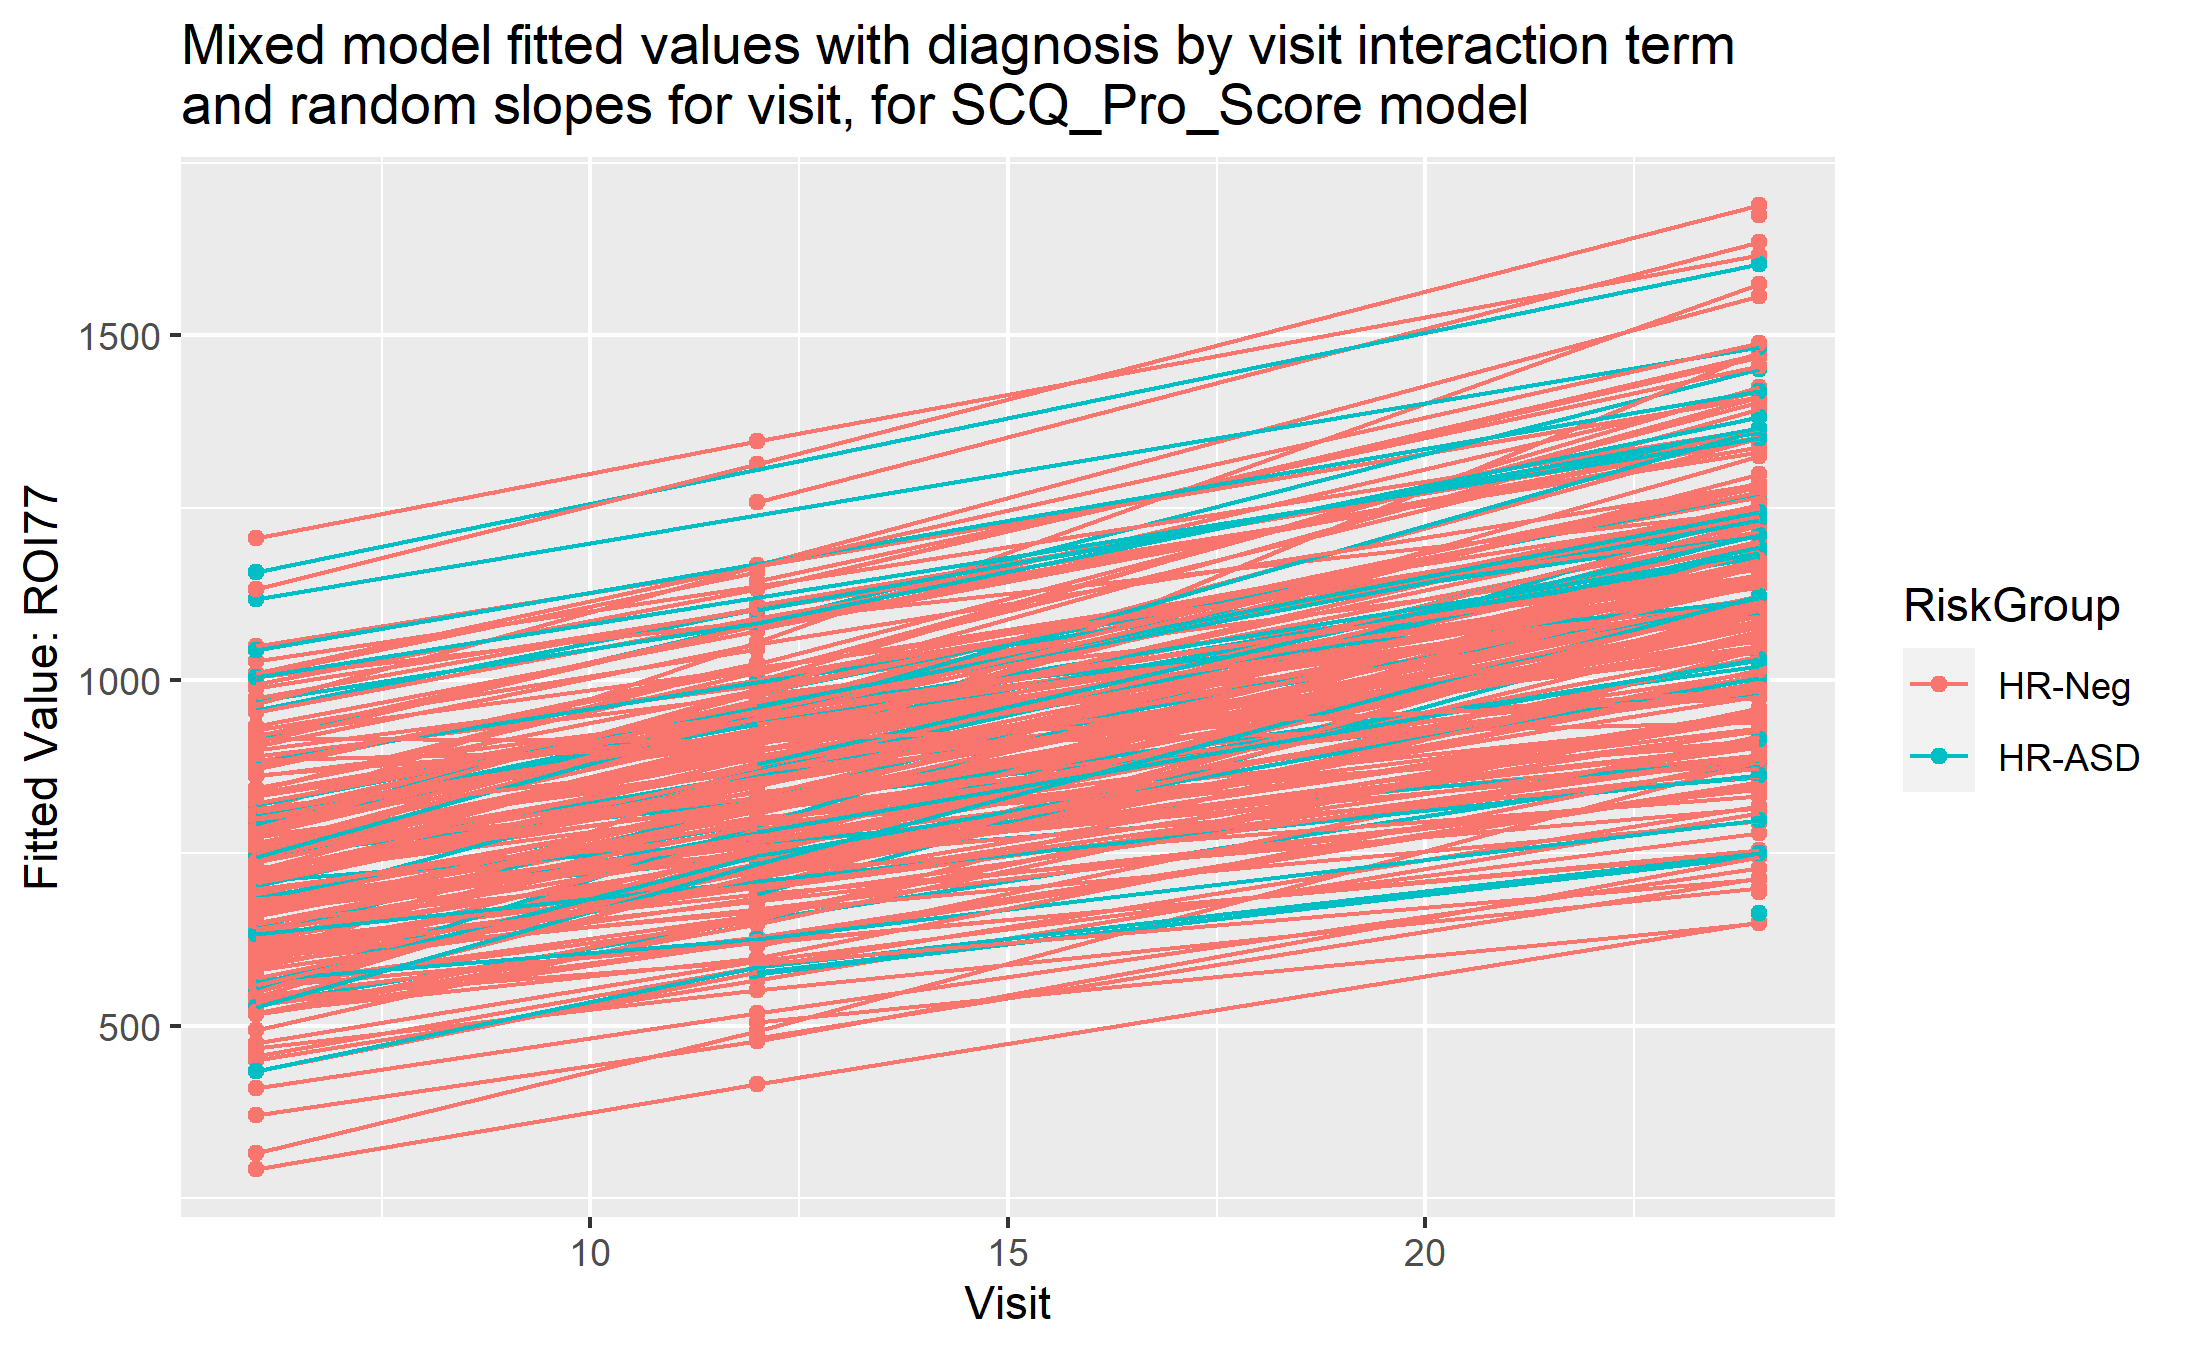 Mixed model fitted values with diagnosis by visit interaction term
and random slopes for visit, for SCQ_Pro_Score model
Fitted Value: ROI77
1500
1000
500
10
15
20
Visit
RiskGroup
HR-Neg
HR-ASD